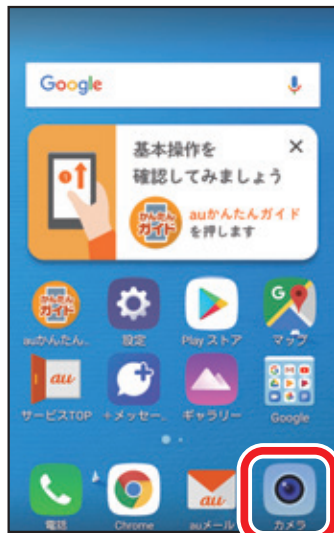 Google
基本操作を
確認してみましょう
かんたん
ガイド
auかんたんガイド
を押します
かんたん
ガイド
auかんたん..
設定
Play ストア
マップ
au
サービスTOP
+メッセー..
ギャラリー
Google
電話
Chrome
au
auメール
カメラ